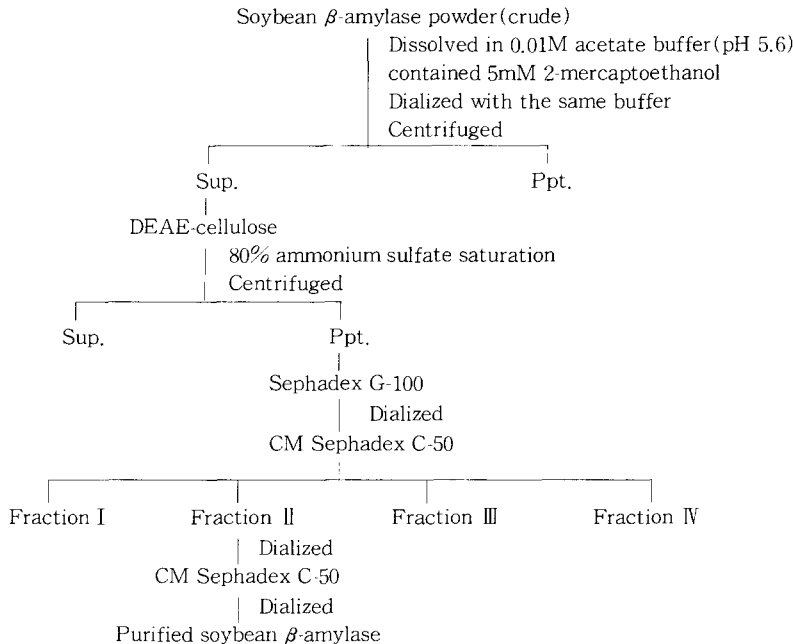 Soybean β-amylase powder(crude)
Dissolved in 0.01M acetate buffer(pH 5.6)
contained 5mM 2-mercaptoethanol
Dialized with the same buffer
Centrifuged
Sup. Ppt.
DEAE-cellulose
80% ammonium sulfate saturation
Centrifuged
Sup. Ppt.
Sephadex G-100
Dialized
CM Sephadex C-50
Fraction Ⅰ Fraction Ⅱ Fraction Ⅲ Fraction Ⅳ
Dialized
CM Sephadex C-50
Dialized
Purified soybean β-amylase